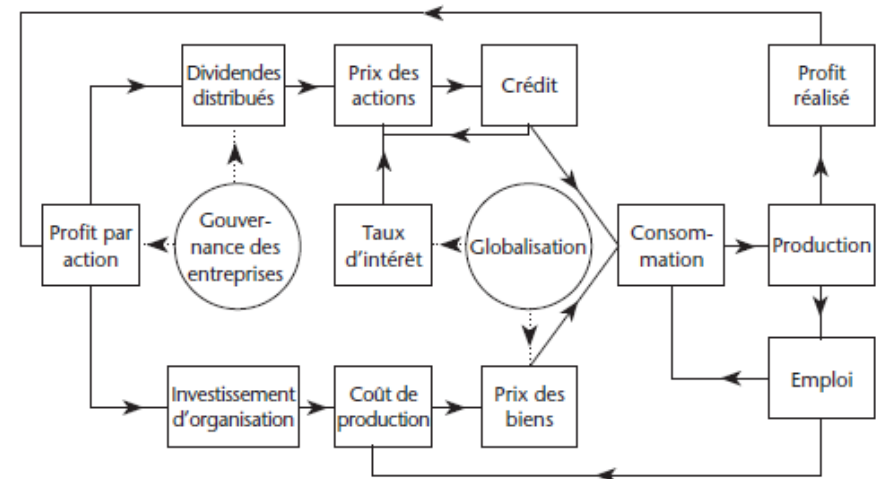 Dividendes
distribués
Prix des
actions
Crédit
Profit
réalisé
Profit par
action
Gouver-
nance des
entreprises
Taux
d'intérêt
Globalisation
Consom-
mation
Production
Investissement
d'organisation
Coût de
production
Prix des
biens
Emploi